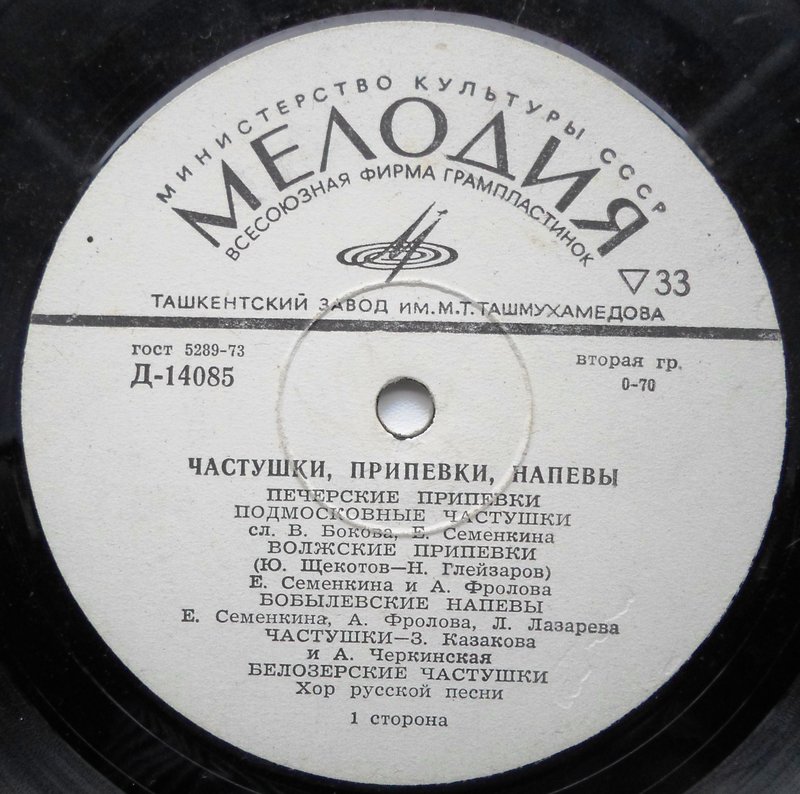 МИНИСТЕРСТВО КУЛЬТУРЫ СССР
МЕЛОДИЯ
ВСЕСОЮЗНАЯ ФИРМА ГРАМПЛАСТИНОК
▽33
ТАШКЕНТСКИЙ ЗАВОД ИМ.М.Т.ТАШМУХАМЕДОВА
гост 5289-73
вторая гр.
Д-14085
0-70
ЧАСТУШКИ, ПРИПЕВКИ, НАПЕВЫ
ПЕЧЕРСКИЕ ПРИПЕВКИ
ПОДМОСКОВНЫЕ ЧАСТУШКИ
сл. В. Бокова, Е. Семенкина
ВОЛЖСКИЕ ПРИПЕВКИ
(Ю. Щекотов—Н. Глейзаров)
Е. Семенкина и А. Фролова
БОБЫЛЕВСКИЕ НАПЕВЫ
Е. Семенкина, А. Фролова, Л. Лазарева
ЧАСТУШКИ—З. Казакова
и А. Черкинская
БЕЛОЗЕРСКИЕ ЧАСТУШКИ
Хор русской песни
1 сторона